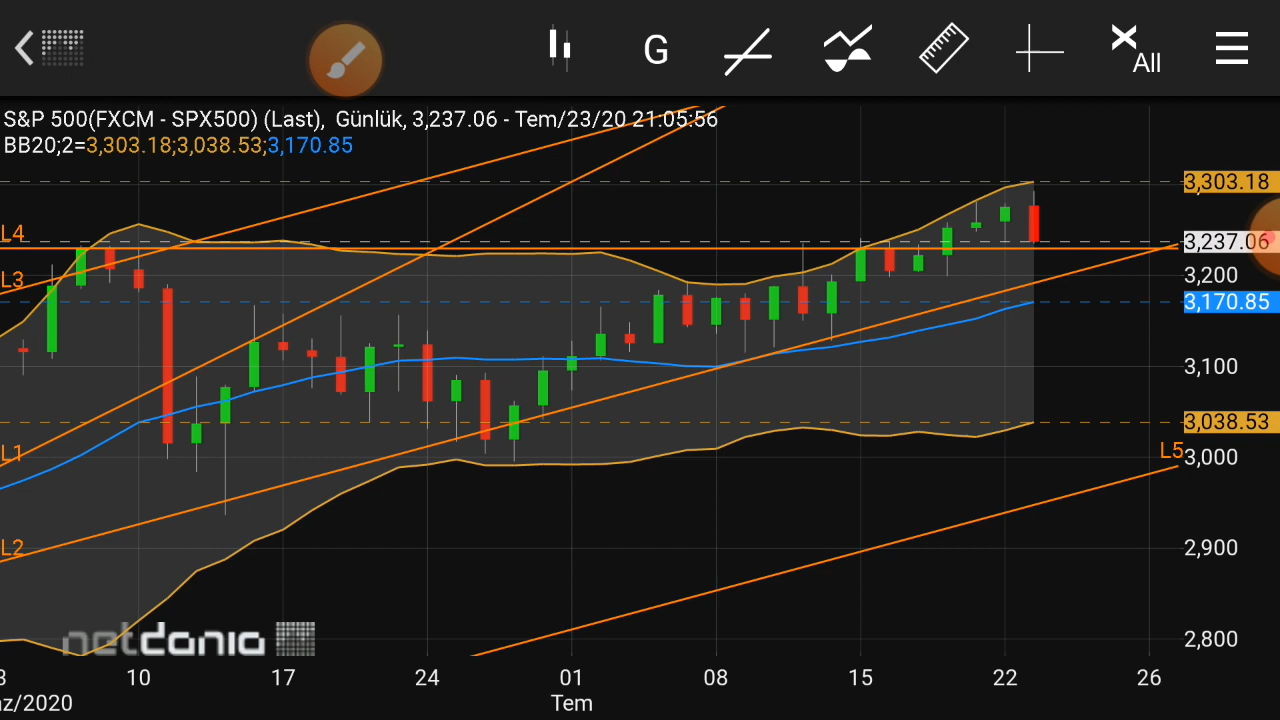 G
All
S&P 500(FXCM - SPX500) (Last),  Günlük, 3,237.06 - Tem/23/20 21:05:56
BB20;2=3,303.18;3,038.53;3,170.85
3,303.18
L4
3,237.06
L3
3,200
3,170.85
3,100
3,038.53
L1
L5
3,000
L2
2,900
netdania
2,800
10
17
24
01
08
15
22
26
az/2020
Tem